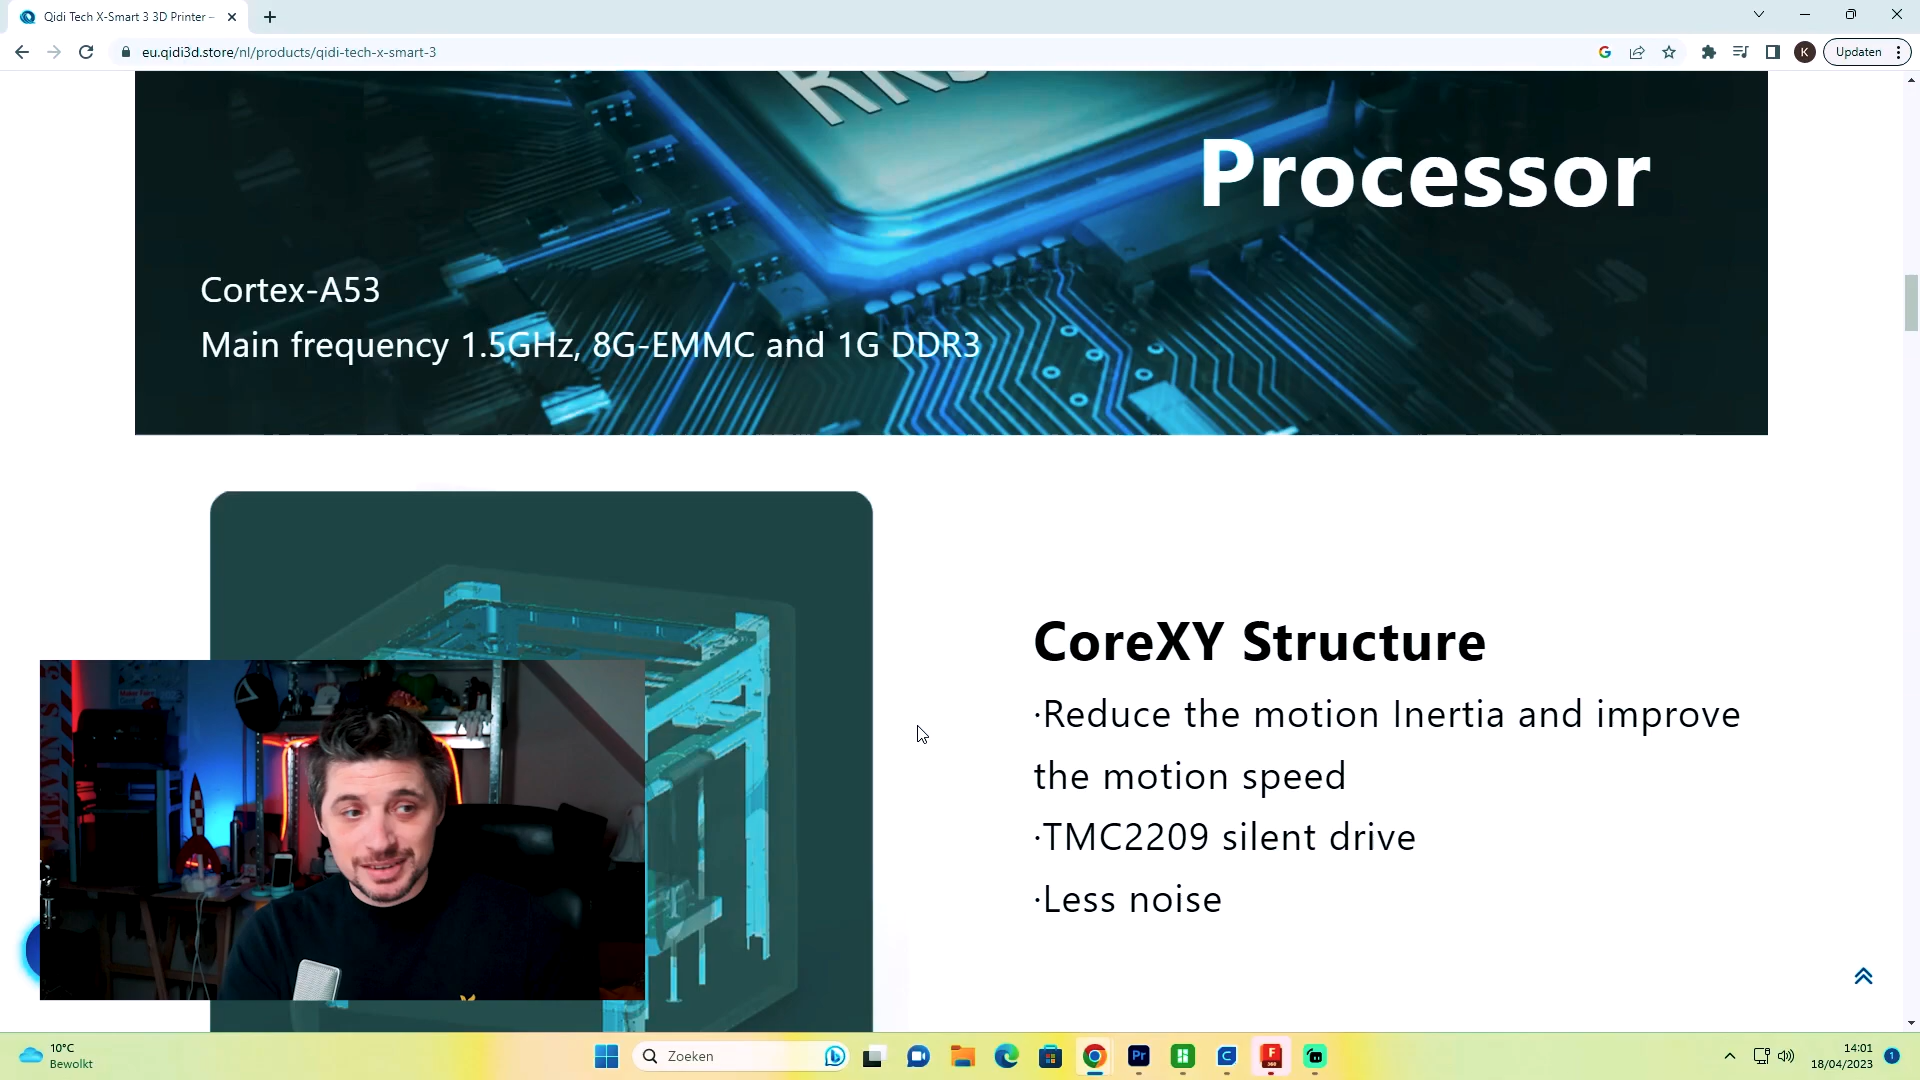 Qidi Tech X-Smart 3 3D Printer –
eu.qidi3d.store/nl/products/qidi-tech-x-smart-3
K
Updaten
Processor
Cortex-A53
Main frequency 1.5GHz, 8G-EMMC and 1G DDR3
CoreXY Structure
·Reduce the motion Inertia and improve
the motion speed
·TMC2209 silent drive
·Less noise
10°C
Bewolkt
Zoeken
Pr
14:01
18/04/2023
1